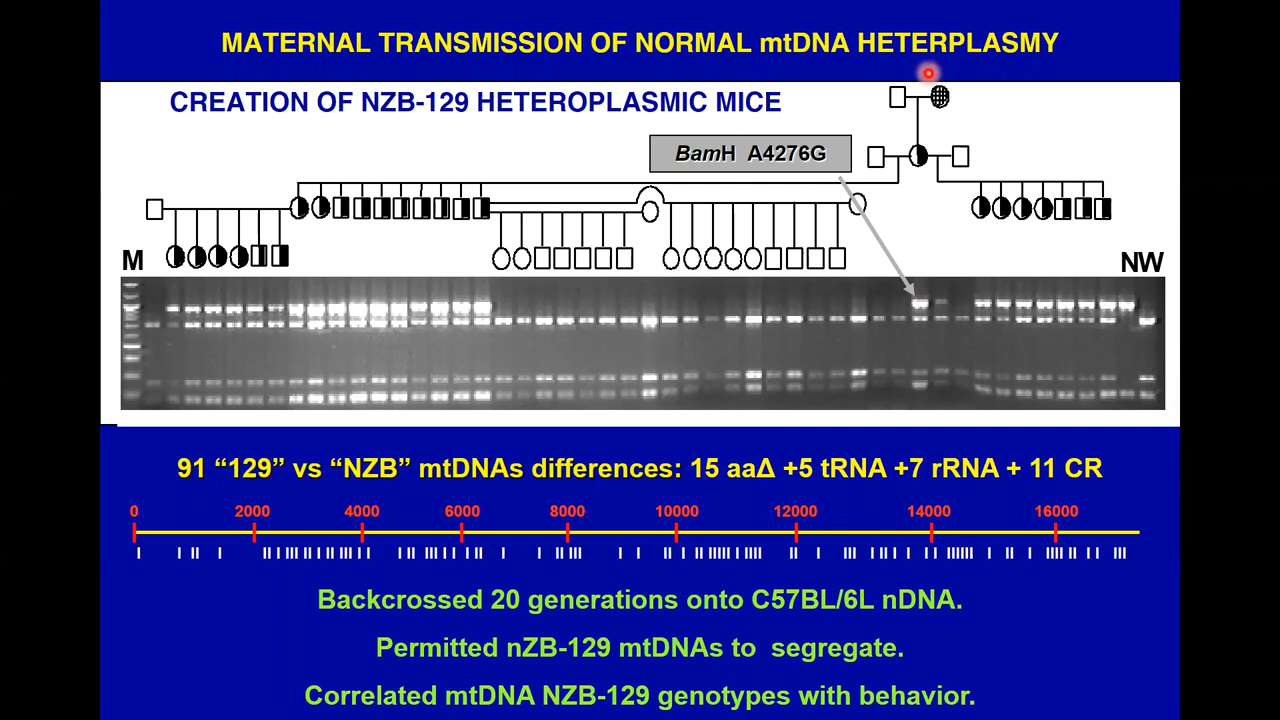 MATERNAL TRANSMISSION OF NORMAL mtDNA HETERPLASMY
CREATION OF NZB-129 HETEROPLASMIC MICE
BamH A4276G
M
NW
91 “129” vs “NZB” mtDNAs differences: 15 aaΔ +5 tRNA +7 rRNA + 11 CR
0 2000 4000 6000 8000 10000 12000 14000 16000
Backcrossed 20 generations onto C57BL/6L nDNA.
Permitted nZB-129 mtDNAs to segregate.
Correlated mtDNA NZB-129 genotypes with behavior.